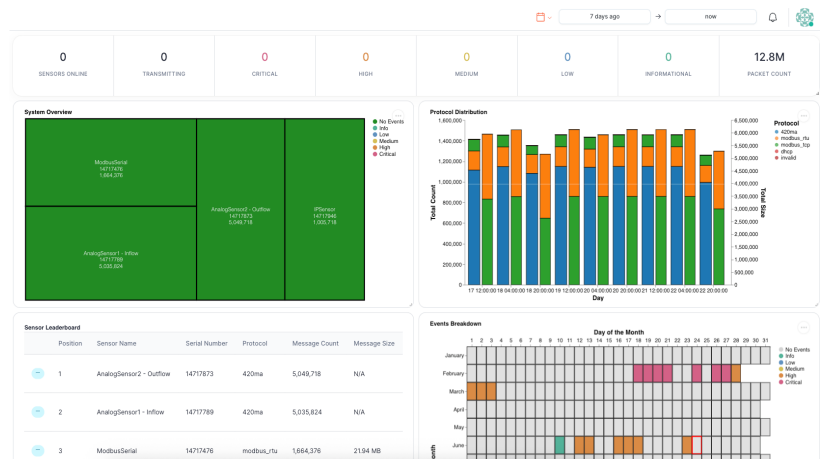 7 days ago → now
0 0 0 0 0 0 0 12.8M
SENSORS ONLINE TRANSMITTING CRITICAL HIGH MEDIUM LOW INFORMATIONAL PACKET COUNT
System Overview
No Events
Info
Low
Medium
High
Critical
ModbusSerial
14717476
1,664,376
AnalogSensor1 - Inflow
14717789
5,035,824
AnalogSensor2 - Outflow
14717873
5,049,718
IPSensor
14717946
1,005,718
Protocol Distribution
1,600,000
1,400,000
1,200,000
1,000,000
800,000
600,000
400,000
200,000
0
Total Count
6,500,000
6,000,000
5,500,000
5,000,000
4,500,000
4,000,000
3,500,000
3,000,000
2,500,000
2,000,000
1,500,000
1,000,000
500,000
0
Total Size
17 12:00:00 18 04:00:00 18 20:00:00 19 12:00:00 20 04:00:00 20 20:00:00 21 12:00:00 22 04:00:00 22 20:00:00
Day
Protocol
420ma
modbus_rtu
modbus_tcp
dhcp
invalid
Sensor Leaderboard
Position Sensor Name Serial Number Protocol Message Count Message Size
1 AnalogSensor2 - Outflow 14717873 420ma 5,049,718 N/A
2 AnalogSensor1 - Inflow 14717789 420ma 5,035,824 N/A
3 ModbusSerial 14717476 modbus_rtu 1,664,376 21.94 MB
Events Breakdown
Day of the Month
1 2 3 4 5 6 7 8 9 10 11 12 13 14 15 16 17 18 19 20 21 22 23 24 25 26 27 28 29 30 31
January
February
March
April
May
June
No Events
Info
Low
Medium
High
Critical